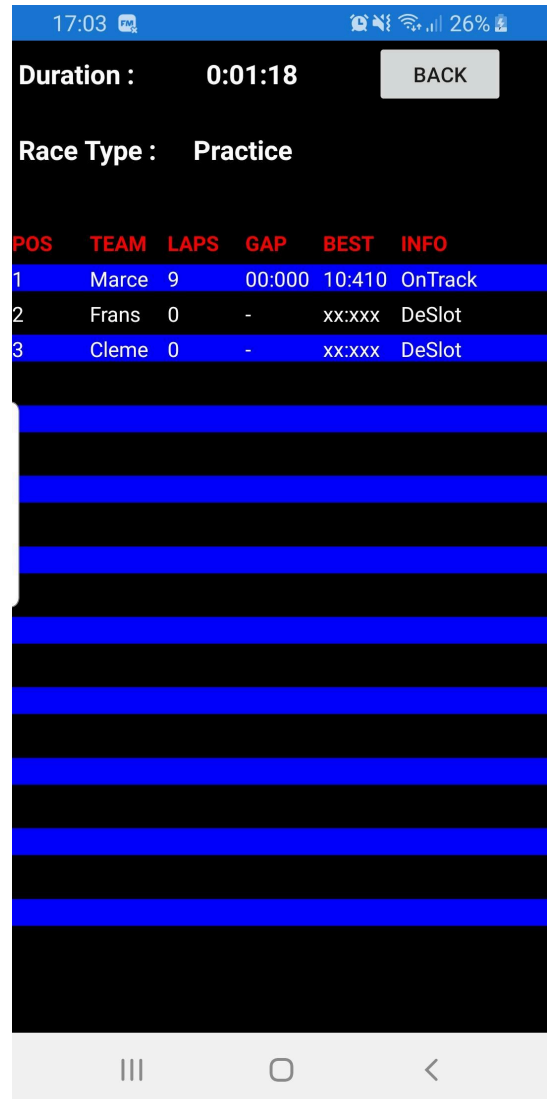 17:03 FM 26%
Duration : 0:01:18 BACK
Race Type : Practice
POS TEAM LAPS GAP BEST INFO
1 Marce 9 00:000 10:410 OnTrack
2 Frans 0 - xx:xxx DeSlot
3 Cleme 0 - xx:xxx DeSlot